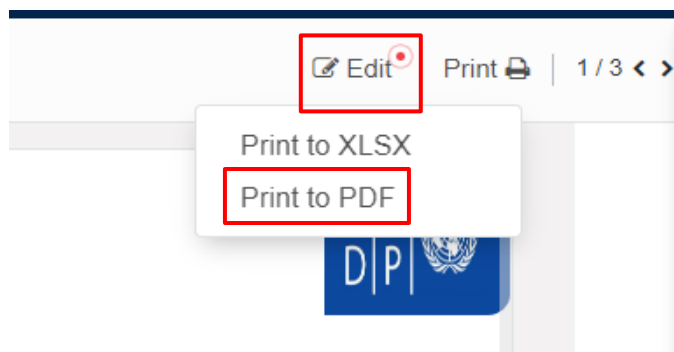 Edit Print 1 / 3
Print to XLSX
Print to PDF
D P